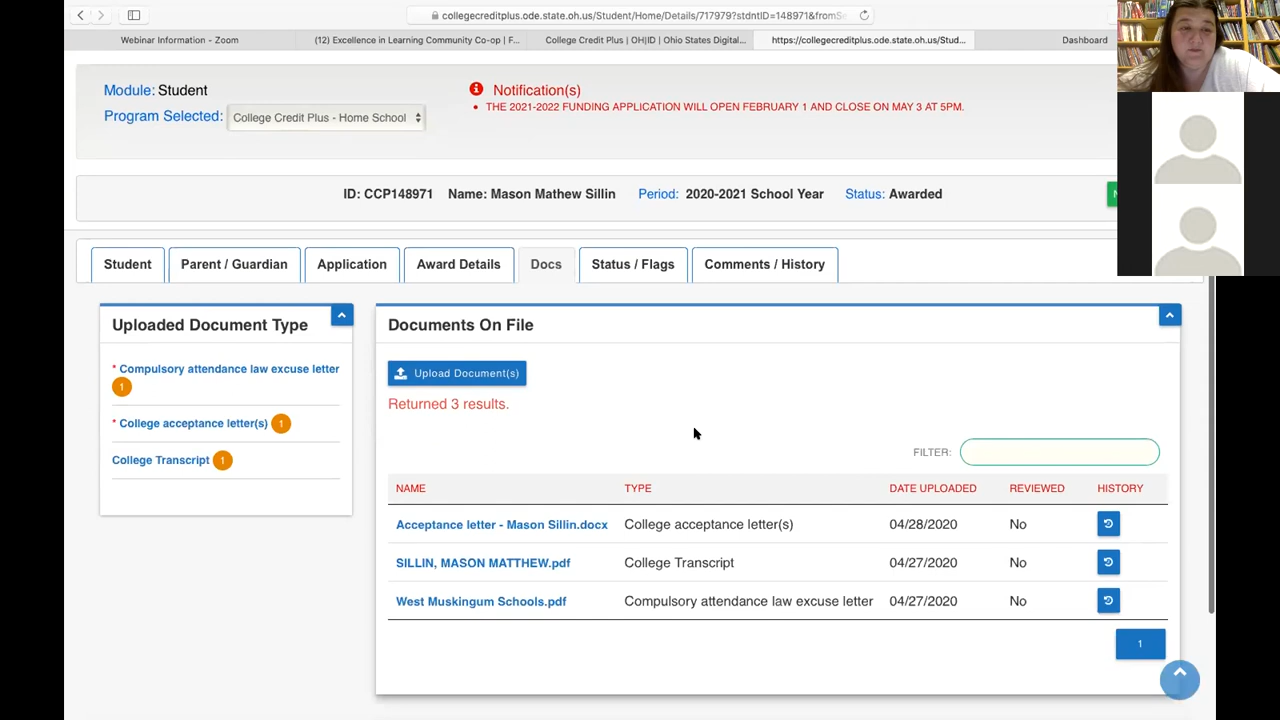 collegecreditplus.ode.state.oh.us/Student/Home/Details/717979?stdntID=148971&fromS
Webinar Information - Zoom
(12) Excellence in Learning Community Co-op | F...
College Credit Plus | OH|ID | Ohio States Digital...
https://collegecreditplus.ode.state.oh.us/Stud...
Dashboard
Module: Student
Program Selected: College Credit Plus - Home School
Notification(s)
• THE 2021-2022 FUNDING APPLICATION WILL OPEN FEBRUARY 1 AND CLOSE ON MAY 3 AT 5PM.
ID: CCP148971 Name: Mason Mathew Sillin Period: 2020-2021 School Year Status: Awarded
Student
Parent / Guardian
Application
Award Details
Docs
Status / Flags
Comments / History
Uploaded Document Type
* Compulsory attendance law excuse letter
1
* College acceptance letter(s) 1
College Transcript 1
Documents On File
Upload Document(s)
Returned 3 results.
FILTER:
NAME TYPE DATE UPLOADED REVIEWED HISTORY
Acceptance letter - Mason Sillin.docx College acceptance letter(s) 04/28/2020 No
SILLIN, MASON MATTHEW.pdf College Transcript 04/27/2020 No
West Muskingum Schools.pdf Compulsory attendance law excuse letter 04/27/2020 No
1